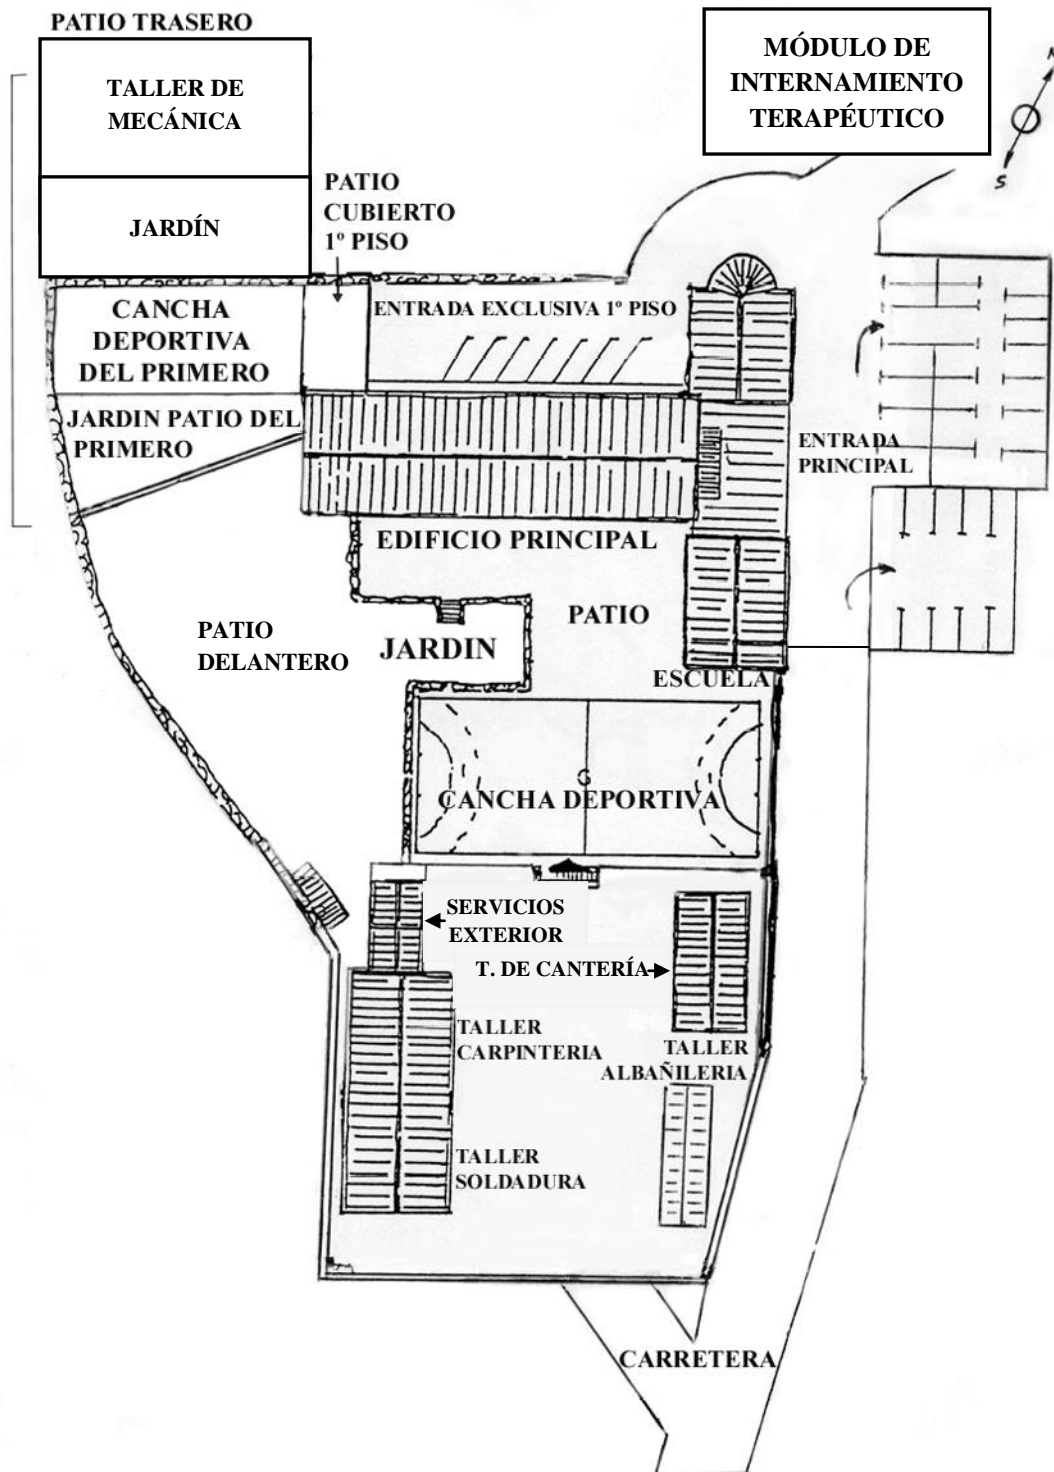 PATIO TRASERO
TALLER DE
MECÁNICA
JARDÍN
MÓDULO DE
INTERNAMIENTO
TERAPÉUTICO
N
S
PATIO
CUBIERTO
1º PISO
CANCHA
DEPORTIVA
DEL PRIMERO
ENTRADA EXCLUSIVA 1º PISO
JARDIN PATIO DEL
PRIMERO
ENTRADA
PRINCIPAL
EDIFICIO PRINCIPAL
PATIO
DELANTERO
JARDIN
PATIO
ESCUELA
CANCHA DEPORTIVA
SERVICIOS
EXTERIOR
T. DE CANTERÍA
TALLER
CARPINTERIA
TALLER
ALBAÑILERIA
TALLER
SOLDADURA
CARRETERA